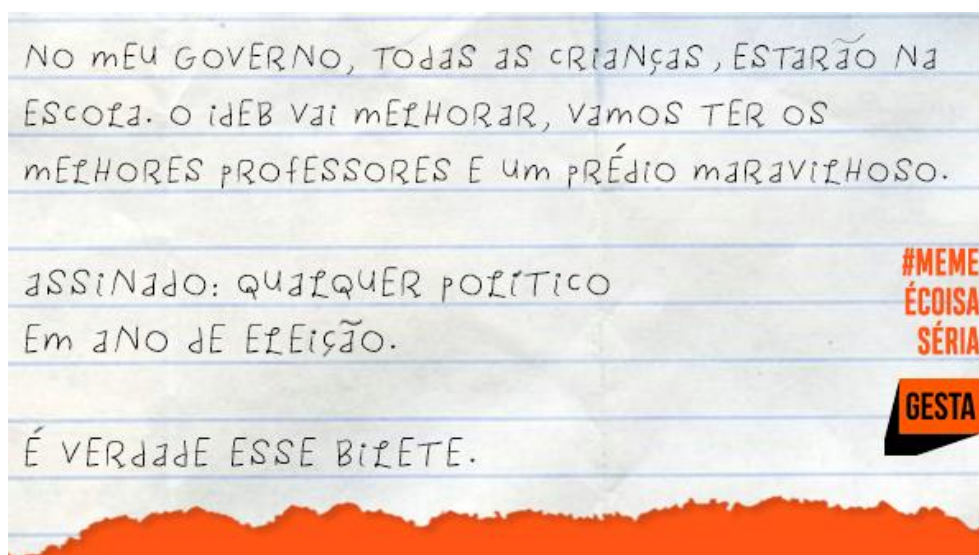 NO mEU GOVERNO, TOdaS aS CRiaNçaS, ESTaRÃO Na
ESCOLa. O idEB Vai mELHORaR, VamOS TER OS
mELHORES pROfESSORES E Um pRÉdiO maRaViLHOSO.
aSSiNadO: QUaLQUER pOLíTiCO
Em aNO dE ELEiçÃO.
É VERdadE ESSE BiLETE.
#MEME
ÉCOISA
SÉRIA
GESTA